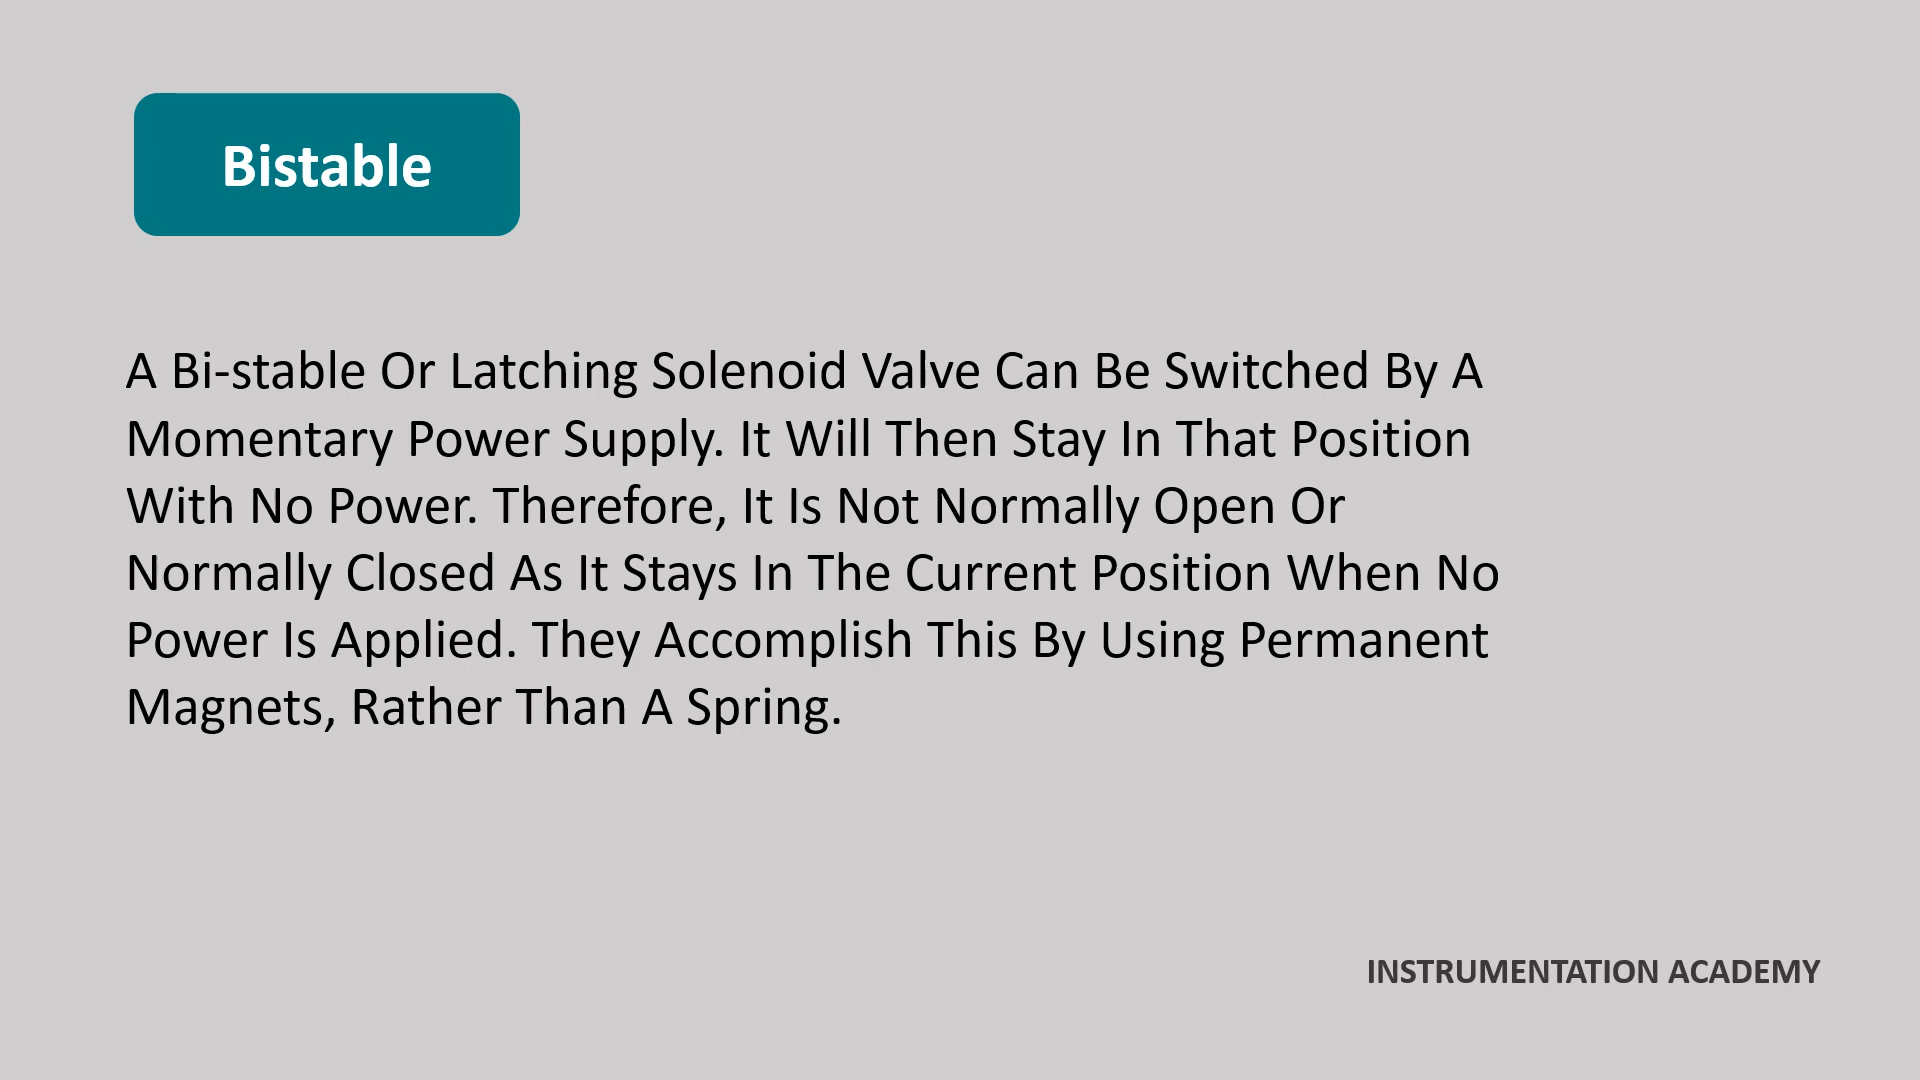 Bistable
A Bi-stable Or Latching Solenoid Valve Can Be Switched By A
Momentary Power Supply. It Will Then Stay In That Position
With No Power. Therefore, It Is Not Normally Open Or
Normally Closed As It Stays In The Current Position When No
Power Is Applied. They Accomplish This By Using Permanent
Magnets, Rather Than A Spring.
INSTRUMENTATION ACADEMY